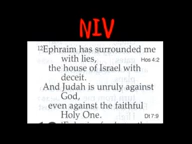 NIV
12Ephraim has surrounded me
with lies, Hos 4:2
the house of Israel with
deceit.
And Judah is unruly against
God,
even against the faithful
Holy One. Di 7:9